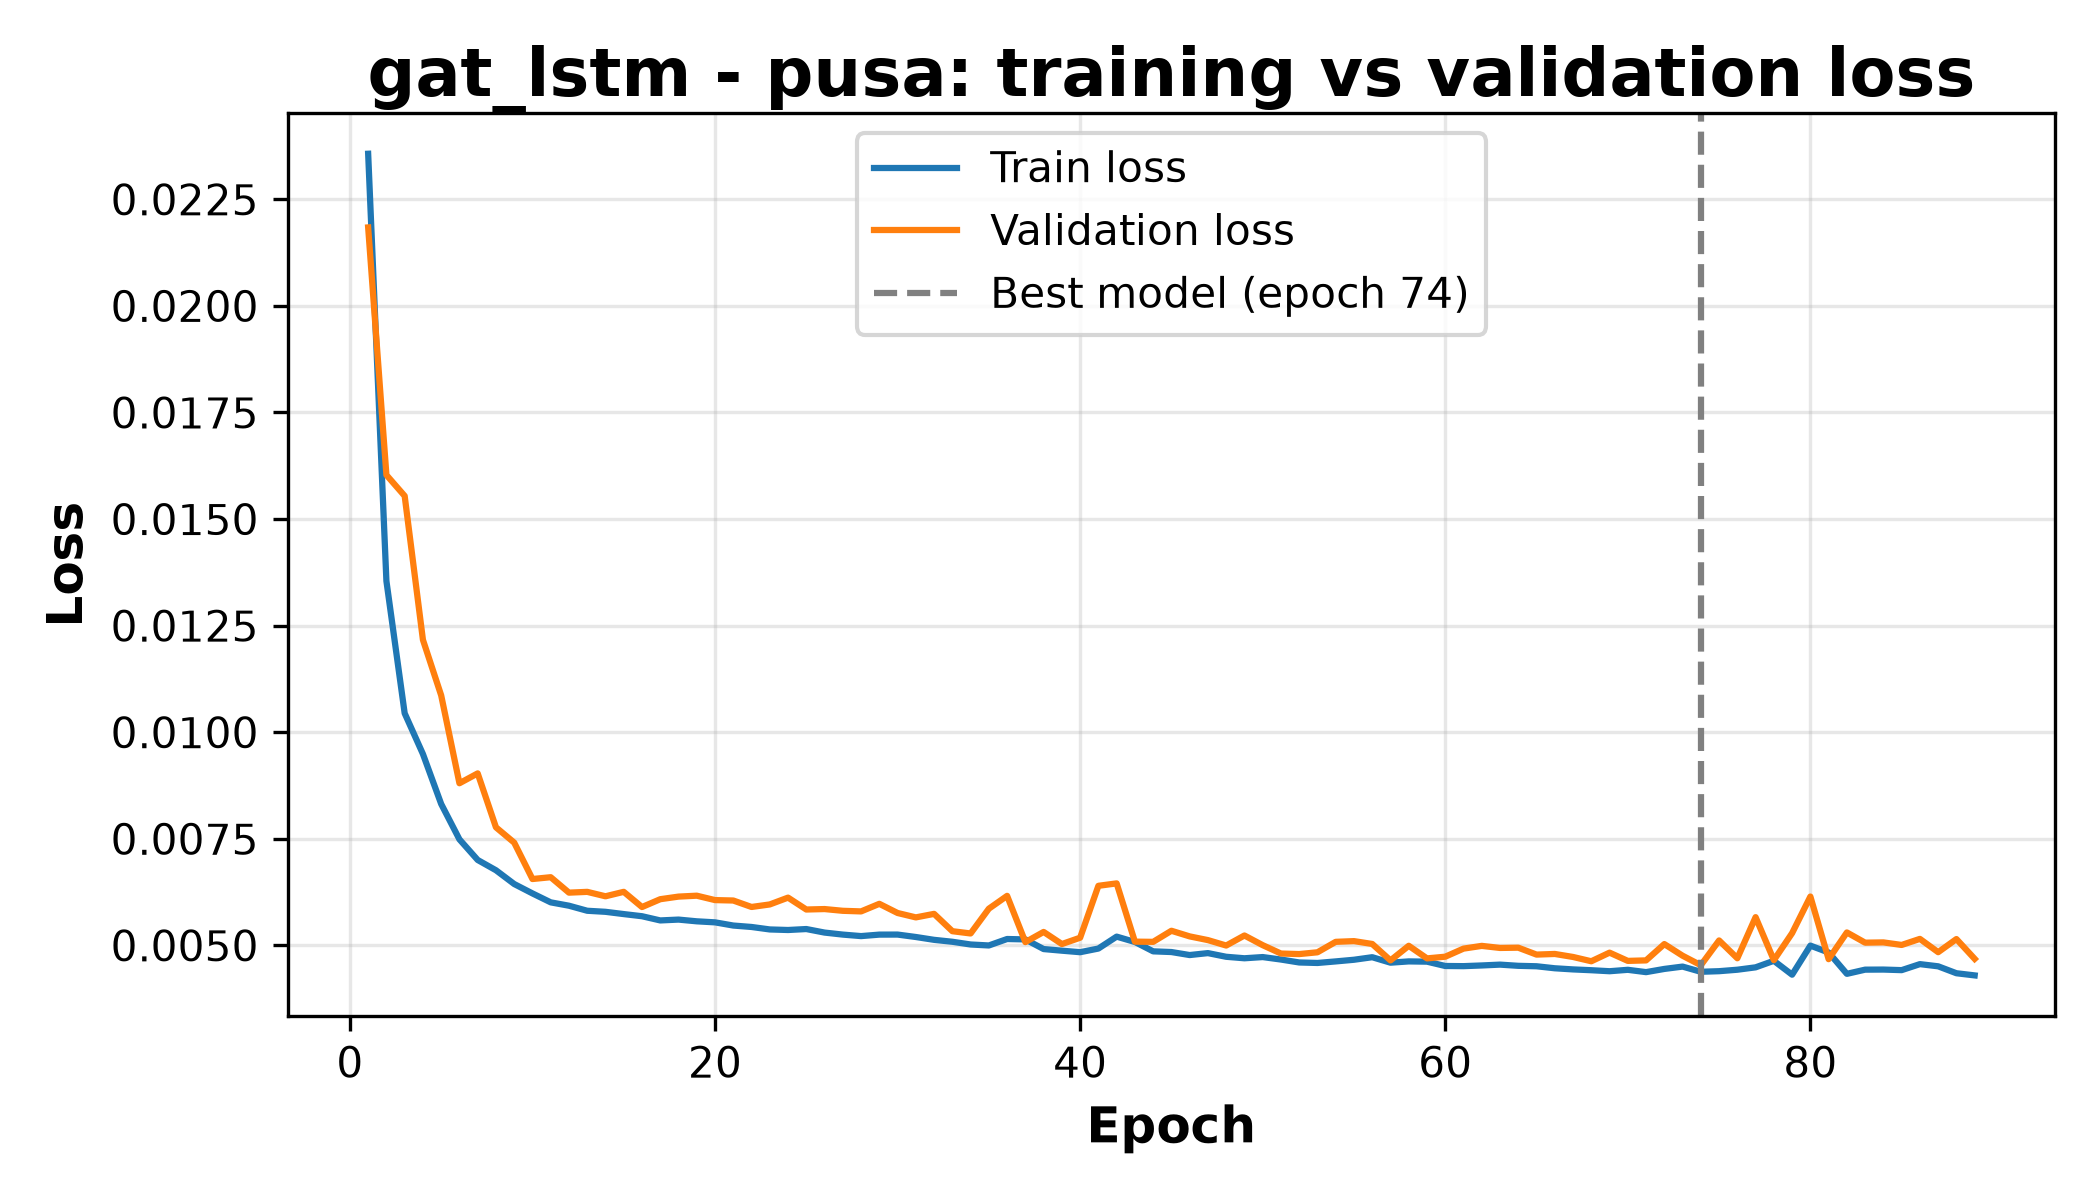 gat_lstm - pusa: training vs validation loss
Train loss
Validation loss
Best model (epoch 74)
Loss
0.0225
0.0200
0.0175
0.0150
0.0125
0.0100
0.0075
0.0050
0 20 40 60 80
Epoch